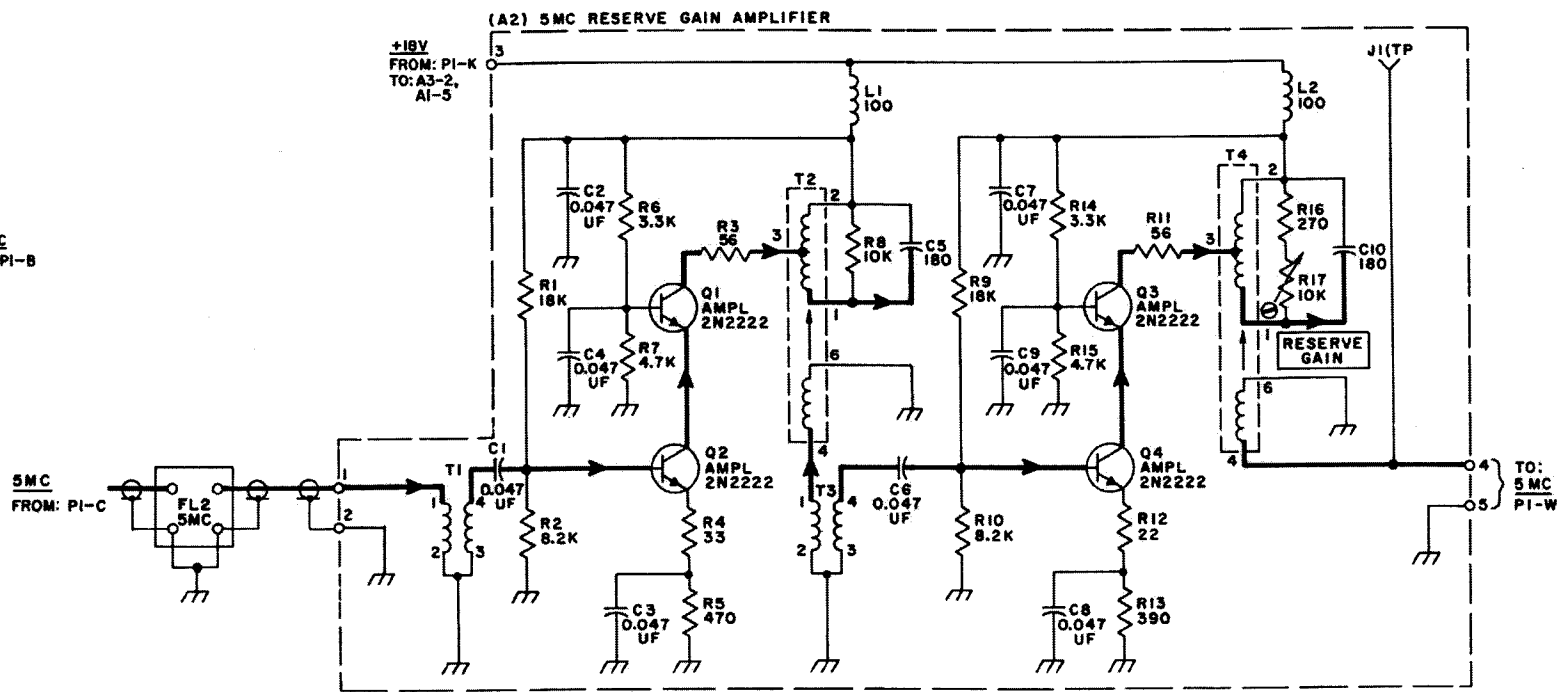 (A2) 5MC RESERVE GAIN AMPLIFIER
+18V
FROM: P1-K
TO: A3-2,
A1-5
3
J1(TP
L1
100
L2
100
C
P1-B
T2
2
3
1
6
4
T4
2
3
1
6
4
C2
0.047
UF
R6
3.3K
R3
56
R8
10K
C5
180
C7
0.047
UF
R14
3.3K
R11
56
R16
270
R17
10K
C10
180
R1
18K
Q1
AMPL
2N2222
R9
18K
Q3
AMPL
2N2222
C4
0.047
UF
R7
4.7K
C9
0.047
UF
R15
4.7K
RESERVE
GAIN
5MC
FROM: P1-C
FL2
5MC
1
2
T1
1
4
2
3
C1
0.047
UF
Q2
AMPL
2N2222
R2
8.2K
R4
33
C3
0.047
UF
R5
470
T3
1
4
2
3
C6
0.047
UF
Q4
AMPL
2N2222
R10
8.2K
R12
22
C8
0.047
UF
R13
390
4
5
TO:
5MC
P1-W